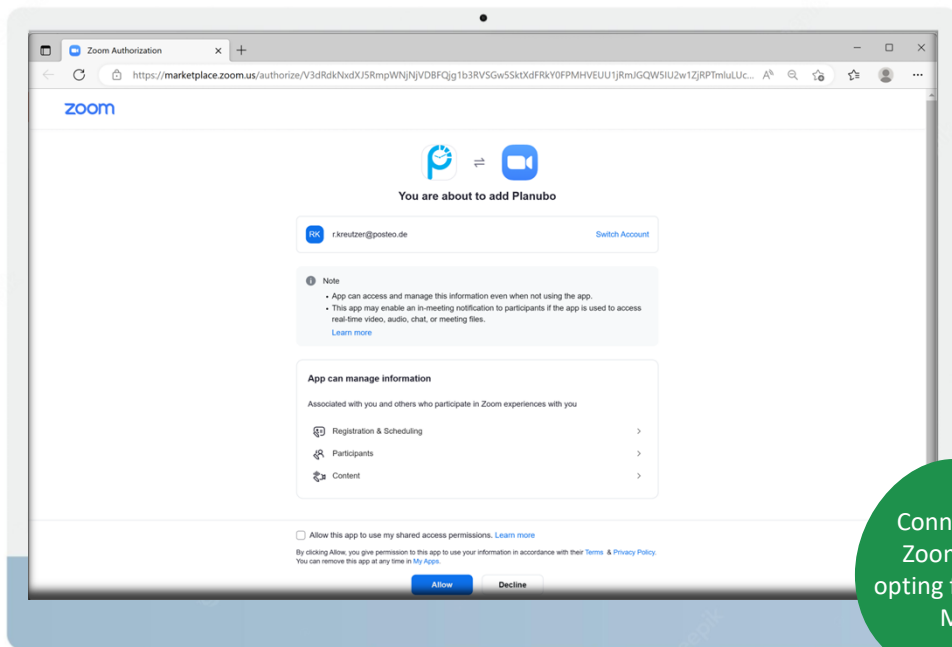 Zoom Authorization
https://marketplace.zoom.us/authorize/V3dRdkNxdXJ5RmpWNjNjVDBFQjg1b3RVSGw5SktXdFRkY0FPMHVEUU1jRmJGQW5IU2w1ZjRPTmluLUc...
zoom
You are about to add Planubo
RK r.kreutzer@posteo.de Switch Account
Note
• App can access and manage this information even when not using the app.
• This app may enable an in-meeting notification to participants if the app is used to access
real-time video, audio, chat, or meeting files.
Learn more
App can manage information
Associated with you and others who participate in Zoom experiences with you
Registration & Scheduling
Participants
Content
Allow this app to use my shared access permissions. Learn more
By clicking Allow, you give permission to this app to use your information in accordance with their Terms & Privacy Policy.
You can remove this app at any time in My Apps.
Allow Decline
Conn
Zoom
opting f
M